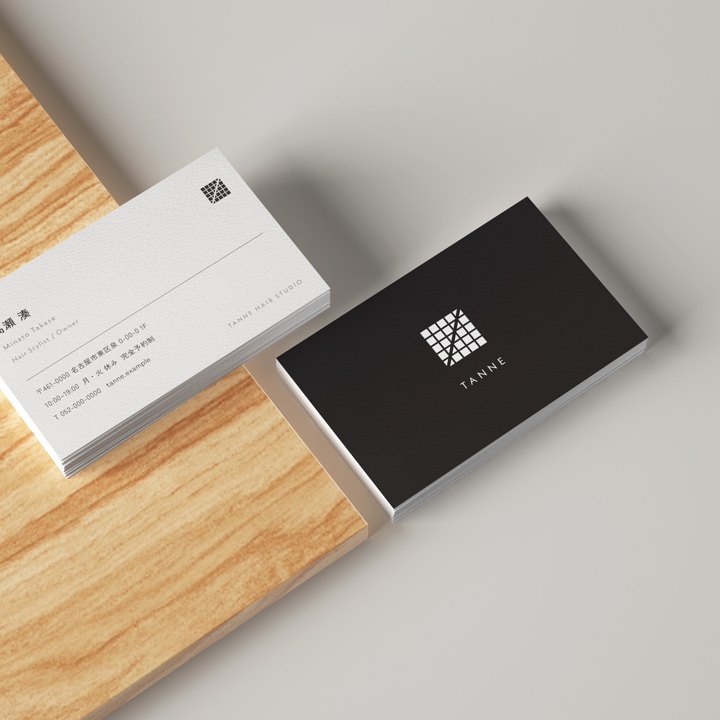 瀬 湊
Minato Takase
Hair Stylist / Owner
〒461-0000 名古屋市東区泉 0-00-0 1F
10:00–19:00 月・火 休み 完全予約制
T 052-000-0000 tanne.example
TANNE HAIR STUDIO
TANNE